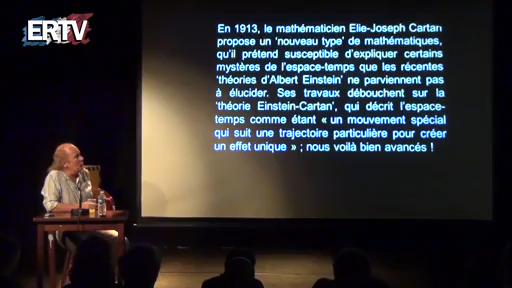 ERTV
En 1913, le mathématicien Elie-Joseph Cartan
propose un 'nouveau type' de mathématiques,
qu'il prétend susceptible d'expliquer certains
mystères de l'espace-temps que les récentes
'théories d'Albert Einstein' ne parviennent pas
à élucider. Ses travaux débouchent sur la
'théorie Einstein-Cartan', qui décrit l'espace-
temps comme étant « un mouvement spécial
qui suit une trajectoire particulière pour créer
un effet unique » ; nous voilà bien avancés !